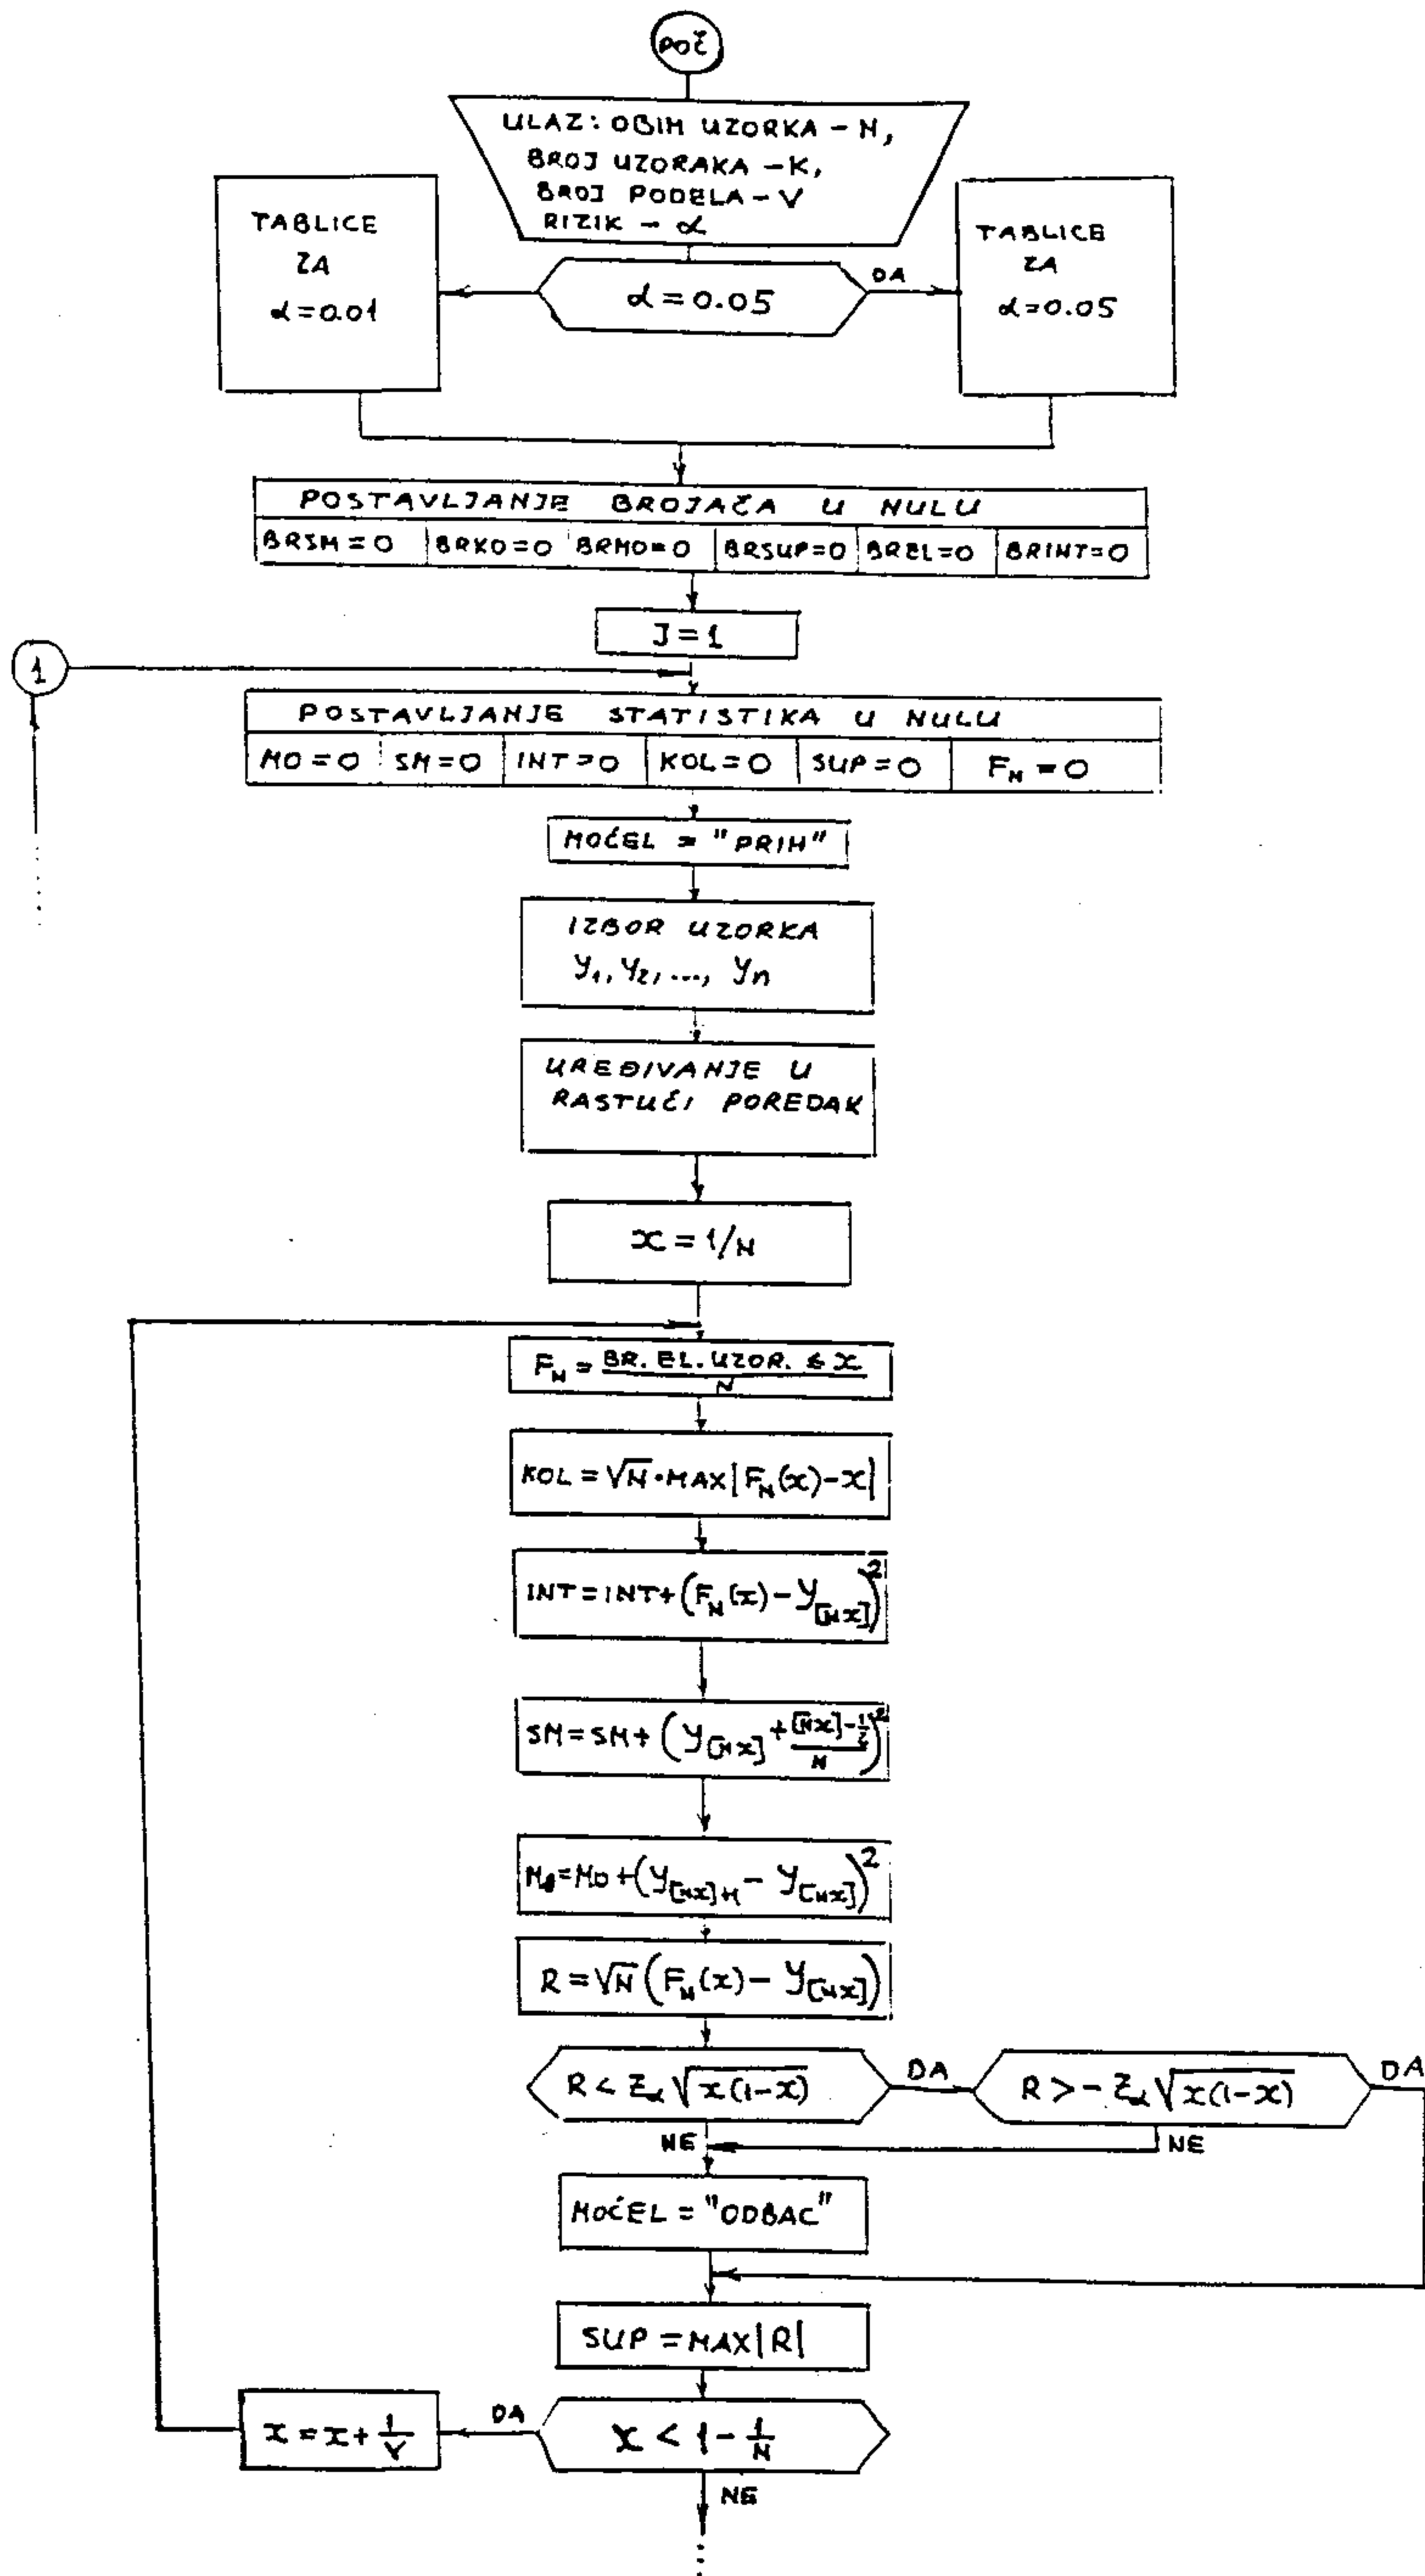 POČ
ULAZ: OBIM UZORKA – N,
BROJ UZORAKA – K,
BROJ PODELA – V
RIZIK – α
TABLICE
ZA
α = 0.01
α = 0.05
DA
TABLICE
ZA
α = 0.05
POSTAVLJANJE BROJAČA U NULU
BRSM = 0 BRKO = 0 BRMO = 0 BRSUP = 0 BREL = 0 BRINT = 0
J = 1
1
POSTAVLJANJE STATISTIKA U NULU
MO = 0 SM = 0 INT = 0 KOL = 0 SUP = 0 F_N = 0
MOĆEL = "PRIH"
IZBOR UZORKA
y₁, y₂, ..., yn
UREĐIVANJE U
RASTUĆI POREDAK
x = 1/N
F_N = BR. EL. UZOR. ≤ x / N
KOL = √N · MAX |F_N(x) – x|
INT = INT + (F_N(x) – y_[Nx])²
SM = SM + (y_[Nx] + ([Nx] – 1/2)/N)²
Mo = Mo + (y_[Nx]+H – y_[Nx])²
R = √N (F_N(x) – y_[Nx])
R < Z_α √x(1–x)
DA
R > – Z_α √x(1–x)
DA
NE
NE
MOĆEL = "ODBAC"
SUP = MAX |R|
x = x + 1/V
DA
x < 1 – 1/N
NE